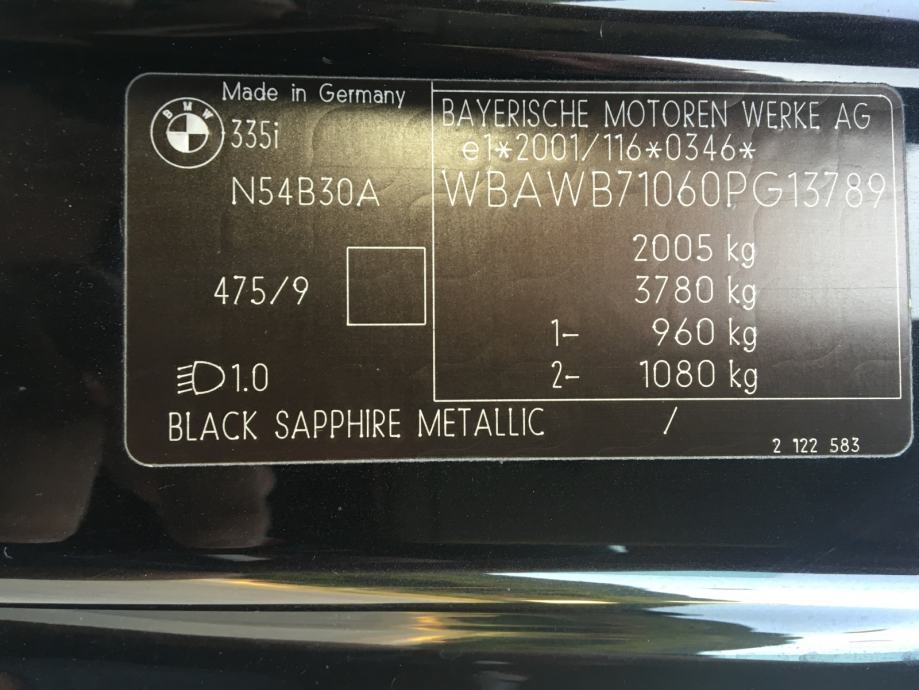 Made in Germany
BMW
335i
N54B30A
475/9
1.0
BAYERISCHE MOTOREN WERKE AG
e1*2001/116*0346*
WBAWB71060PG13789
2005 kg
3780 kg
1- 960 kg
2- 1080 kg
BLACK SAPPHIRE METALLIC /
2 122 583